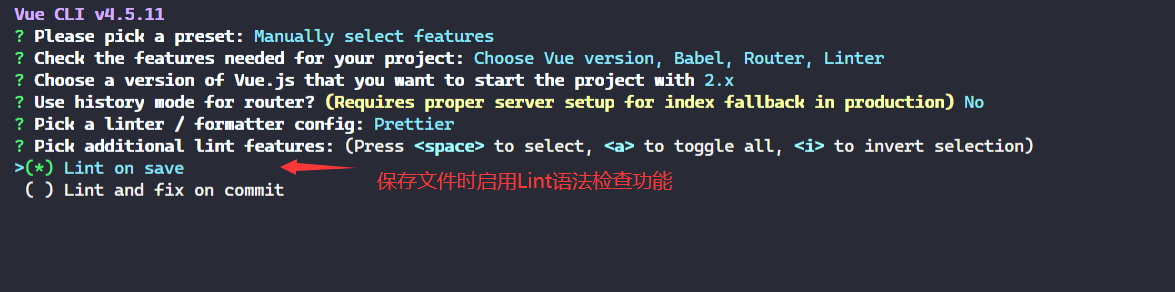 Vue CLI v4.5.11
? Please pick a preset: Manually select features
? Check the features needed for your project: Choose Vue version, Babel, Router, Linter
? Choose a version of Vue.js that you want to start the project with 2.x
? Use history mode for router? (Requires proper server setup for index fallback in production) No
? Pick a linter / formatter config: Prettier
? Pick additional lint features: (Press <space> to select, <a> to toggle all, <i> to invert selection)
>(*) Lint on save
保存文件时启用Lint语法检查功能
( ) Lint and fix on commit